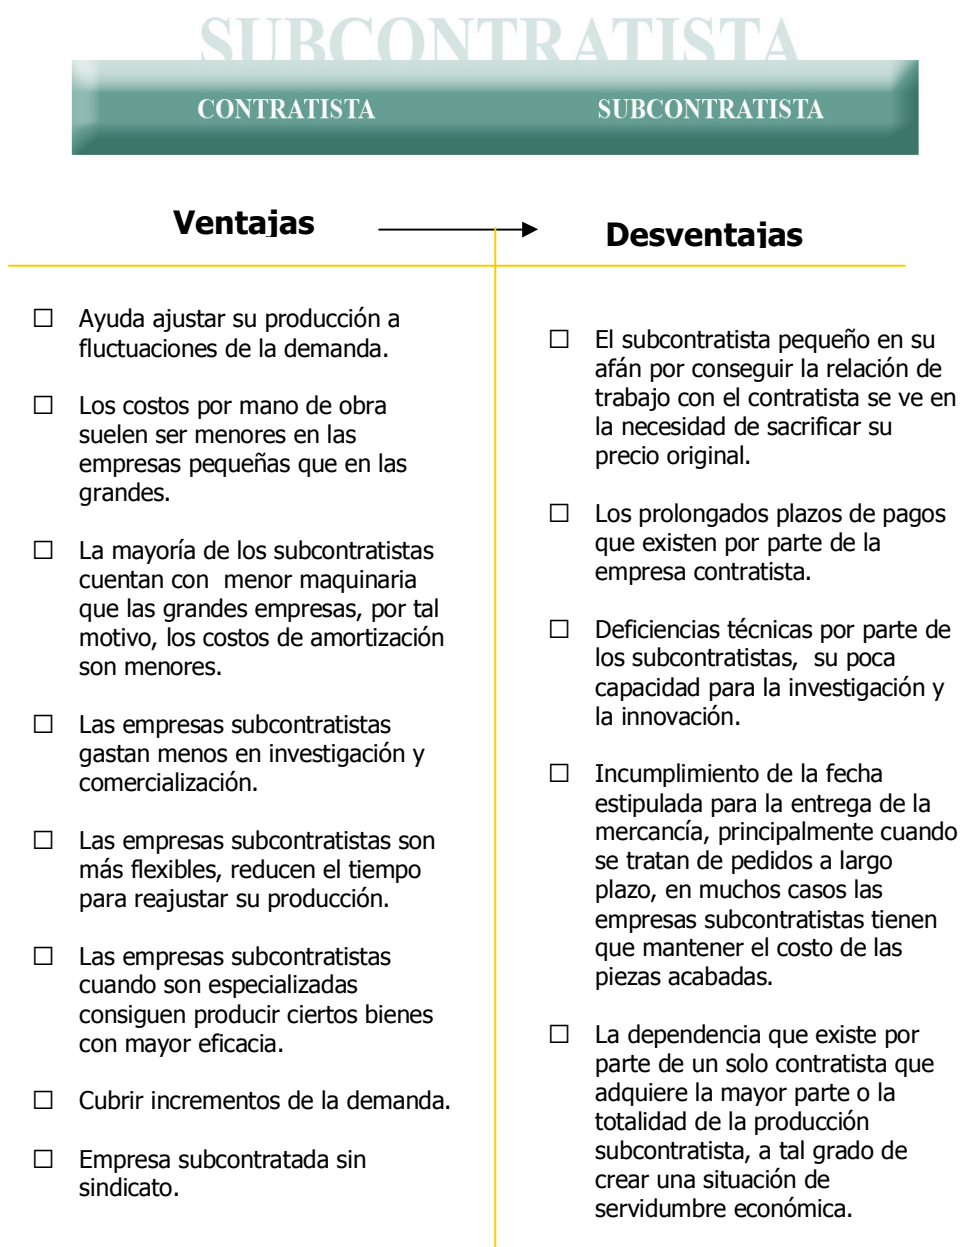 SUBCONTRATISTA
CONTRATISTA SUBCONTRATISTA
Ventajas
Desventajas
Ayuda ajustar su producción a
fluctuaciones de la demanda.
Los costos por mano de obra
suelen ser menores en las
empresas pequeñas que en las
grandes.
La mayoría de los subcontratistas
cuentan con menor maquinaria
que las grandes empresas, por tal
motivo, los costos de amortización
son menores.
Las empresas subcontratistas
gastan menos en investigación y
comercialización.
Las empresas subcontratistas son
más flexibles, reducen el tiempo
para reajustar su producción.
Las empresas subcontratistas
cuando son especializadas
consiguen producir ciertos bienes
con mayor eficacia.
Cubrir incrementos de la demanda.
Empresa subcontratada sin
sindicato.
El subcontratista pequeño en su
afán por conseguir la relación de
trabajo con el contratista se ve en
la necesidad de sacrificar su
precio original.
Los prolongados plazos de pagos
que existen por parte de la
empresa contratista.
Deficiencias técnicas por parte de
los subcontratistas, su poca
capacidad para la investigación y
la innovación.
Incumplimiento de la fecha
estipulada para la entrega de la
mercancía, principalmente cuando
se tratan de pedidos a largo
plazo, en muchos casos las
empresas subcontratistas tienen
que mantener el costo de las
piezas acabadas.
La dependencia que existe por
parte de un solo contratista que
adquiere la mayor parte o la
totalidad de la producción
subcontratista, a tal grado de
crear una situación de
servidumbre económica.